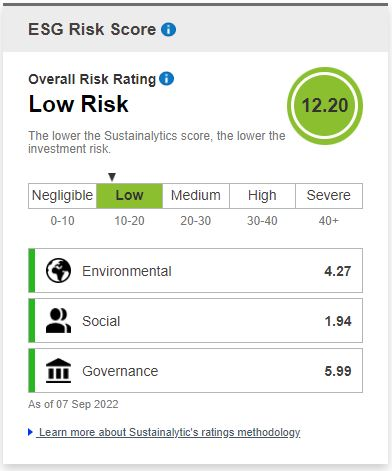 ESG Risk Score
Overall Risk Rating
Low Risk
12.20
The lower the Sustainalytics score, the lower the
investment risk.
Negligible Low Medium High Severe
0-10 10-20 20-30 30-40 40+
Environmental 4.27
Social 1.94
Governance 5.99
As of 07 Sep 2022
Learn more about Sustainalytic's ratings methodology